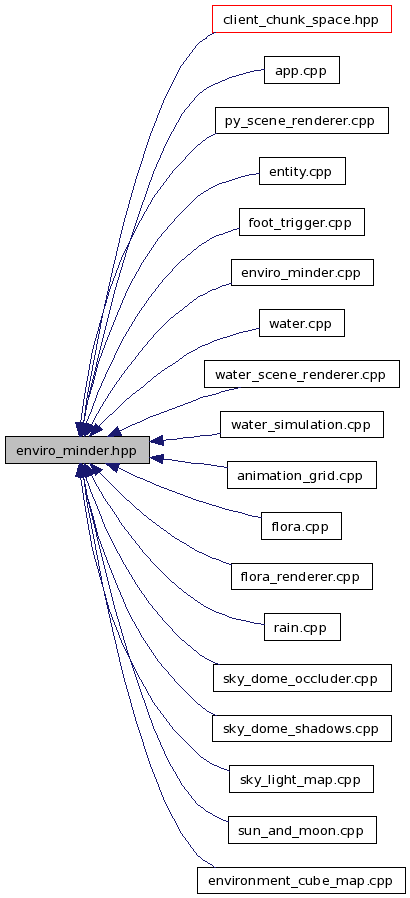 client_chunk_space.hpp
app.cpp
py_scene_renderer.cpp
entity.cpp
foot_trigger.cpp
enviro_minder.cpp
water.cpp
water_scene_renderer.cpp
water_simulation.cpp
enviro_minder.hpp
animation_grid.cpp
flora.cpp
flora_renderer.cpp
rain.cpp
sky_dome_occluder.cpp
sky_dome_shadows.cpp
sky_light_map.cpp
sun_and_moon.cpp
environment_cube_map.cpp